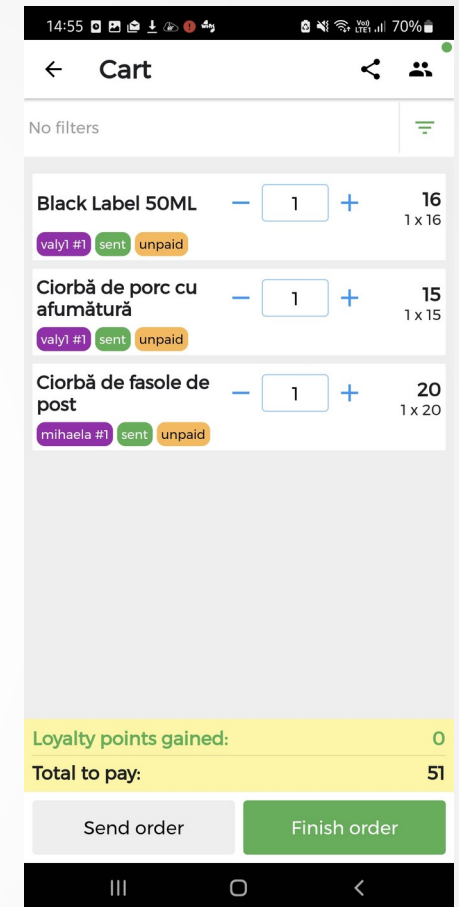 14:55 70%
Cart
No filters
Black Label 50ML 1 16
1 x 16
valy1 #1 sent unpaid
Ciorbă de porc cu
afumătură 1 15
1 x 15
valy1 #1 sent unpaid
Ciorbă de fasole de
post 1 20
1 x 20
mihaela #1 sent unpaid
Loyalty points gained: 0
Total to pay: 51
Send order Finish order